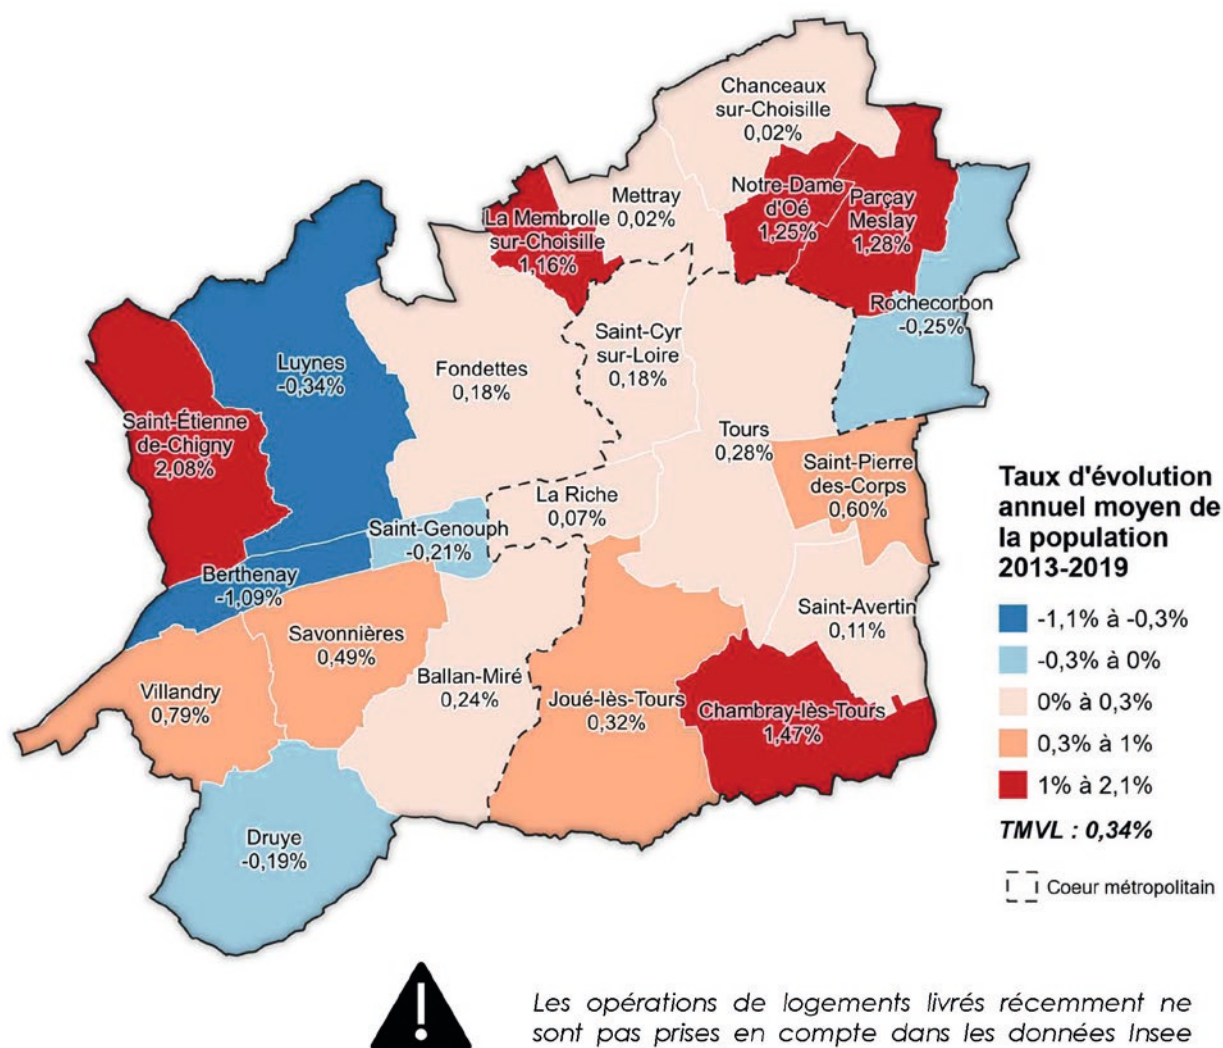 Chanceaux
sur-Choisille
0,02%
Mettray
0,02%
Notre-Dame
d'Oé
1,25%
Parçay
Meslay
1,28%
La Membrolle
sur-Choisille
1,16%
Rochecorbon
-0,25%
Luynes
-0,34%
Fondettes
0,18%
Saint-Cyr
sur-Loire
0,18%
Saint-Étienne
de-Chigny
2,08%
Tours
0,28%
Saint-Pierre
des-Corps
0,60%
La Riche
0,07%
Saint-Genouph
-0,21%
Berthenay
-1,09%
Savonnières
0,49%
Saint-Avertin
0,11%
Villandry
0,79%
Ballan-Miré
0,24%
Joué-lès-Tours
0,32%
Chambray-lès-Tours
1,47%
Druye
-0,19%
Taux d'évolution
annuel moyen de
la population
2013-2019
-1,1% à -0,3%
-0,3% à 0%
0% à 0,3%
0,3% à 1%
1% à 2,1%
TMVL : 0,34%
Coeur métropolitain
!
Les opérations de logements livrés récemment ne
sont pas prises en compte dans les données Insee